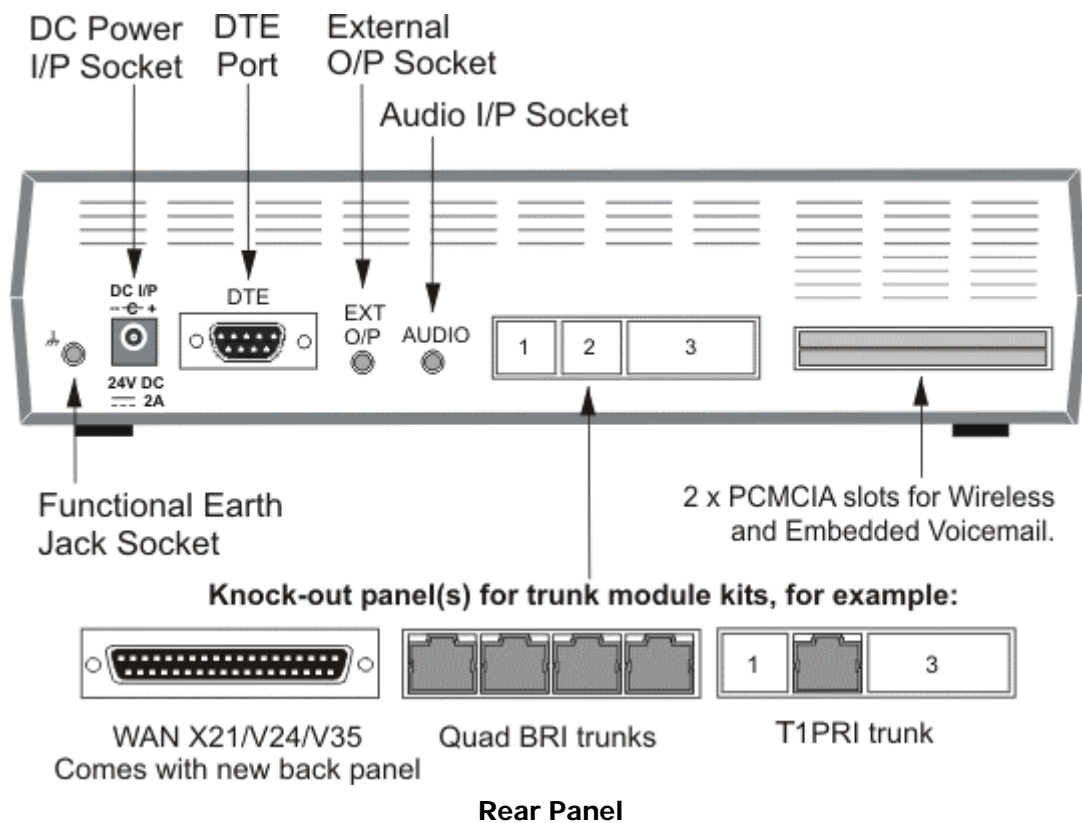 DC Power
I/P Socket
DTE
Port
External
O/P Socket
Audio I/P Socket
DC I/P
- C +
24V DC
2A
DTE
EXT
O/P
AUDIO
1
2
3
Functional Earth
Jack Socket
2 x PCMCIA slots for Wireless
and Embedded Voicemail.
Knock-out panel(s) for trunk module kits, for example:
1
3
WAN X21/V24/V35
Comes with new back panel
Quad BRI trunks
T1PRI trunk
Rear Panel